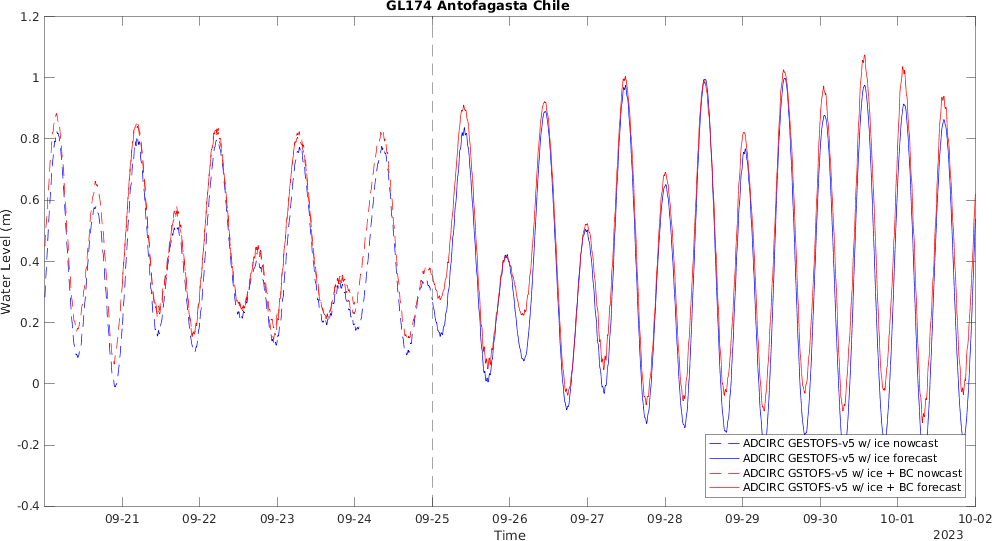 GL174 Antofagasta Chile
1.2
1
0.8
0.6
0.4
0.2
0
-0.2
-0.4
Water Level (m)
ADCIRC GESTOFS-v5 w/ ice nowcast
ADCIRC GESTOFS-v5 w/ ice forecast
ADCIRC GSTOFS-v5 w/ ice + BC nowcast
ADCIRC GSTOFS-v5 w/ ice + BC forecast
09-21 09-22 09-23 09-24 09-25 09-26 09-27 09-28 09-29 09-30 10-01 10-02
Time
2023